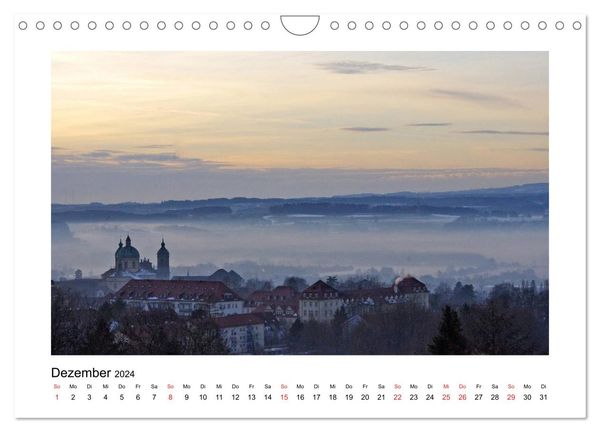 Dezember 2024
So Mo Di Mi Do Fr Sa So Mo Di Mi Do Fr Sa So Mo Di Mi Do Fr Sa So Mo Di Mi Do Fr Sa So Mo Di
1 2 3 4 5 6 7 8 9 10 11 12 13 14 15 16 17 18 19 20 21 22 23 24 25 26 27 28 29 30 31